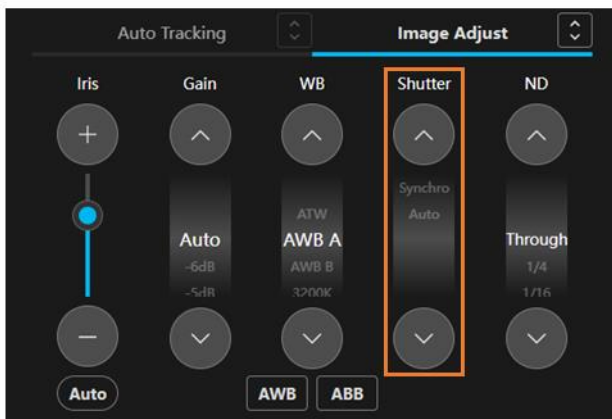 Auto Tracking Image Adjust
Iris Gain WB Shutter ND
Synchro
ATW Auto
Auto AWB A Through
-6dB AWB B 1/4
-5dB 3200K 1/16
Auto AWB ABB